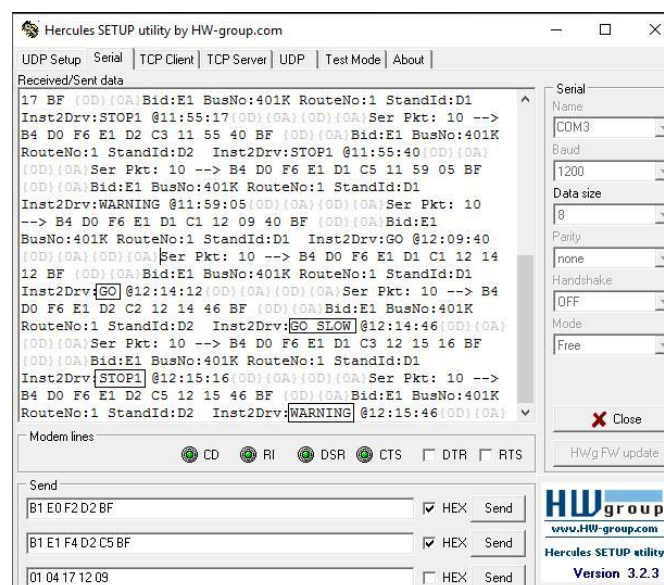 Hercules SETUP utility by HW-group.com
UDP Setup Serial TCP Client TCP Server UDP Test Mode About
Received/Sent data
17 BF {0D}{0A}Bid:E1 BusNo:401K RouteNo:1 StandId:D1
Inst2Drv:STOP1 @11:55:17{0D}{0A}{0D}{0A}Ser Pkt: 10 -->
B4 D0 F6 E1 D2 C3 11 55 40 BF {0D}{0A}Bid:E1 BusNo:401K
RouteNo:1 StandId:D2 Inst2Drv:STOP1 @11:55:40{0D}{0A}
{0D}{0A}Ser Pkt: 10 --> B4 D0 F6 E1 D1 C5 11 59 05 BF
{0D}{0A}Bid:E1 BusNo:401K RouteNo:1 StandId:D1
Inst2Drv:WARNING @11:59:05{0D}{0A}{0D}{0A}Ser Pkt: 10
--> B4 D0 F6 E1 D1 C1 12 09 40 BF {0D}{0A}Bid:E1
BusNo:401K RouteNo:1 StandId:D1 Inst2Drv:GO @12:09:40
{0D}{0A}{0D}{0A}Ser Pkt: 10 --> B4 D0 F6 E1 D1 C1 12 14
12 BF {0D}{0A}Bid:E1 BusNo:401K RouteNo:1 StandId:D1
Inst2Drv:GO @12:14:12{0D}{0A}{0D}{0A}Ser Pkt: 10 --> B4
D0 F6 E1 D2 C2 12 14 46 BF {0D}{0A}Bid:E1 BusNo:401K
RouteNo:1 StandId:D2 Inst2Drv:GO SLOW @12:14:46{0D}{0A}
{0D}{0A}Ser Pkt: 10 --> B4 D0 F6 E1 D1 C3 12 15 16 BF
{0D}{0A}Bid:E1 BusNo:401K RouteNo:1 StandId:D1
Inst2Drv:STOP1 @12:15:16{0D}{0A}{0D}{0A}Ser Pkt: 10 -->
B4 D0 F6 E1 D2 C5 12 15 46 BF {0D}{0A}Bid:E1 BusNo:401K
RouteNo:1 StandId:D2 Inst2Drv:WARNING @12:15:46{0D}{0A}
Serial
Name
COM3
Baud
1200
Data size
8
Parity
none
Handshake
OFF
Mode
Free
Close
HWg FW update
Modem lines
CD RI DSR CTS DTR RTS
Send
B1 E0 F2 D2 BF HEX Send
B1 E1 F4 D2 C5 BF HEX Send
01 04 17 12 09 HEX Send
HWgroup
www.HW-group.com
Hercules SETUP utility
Version 3.2.3